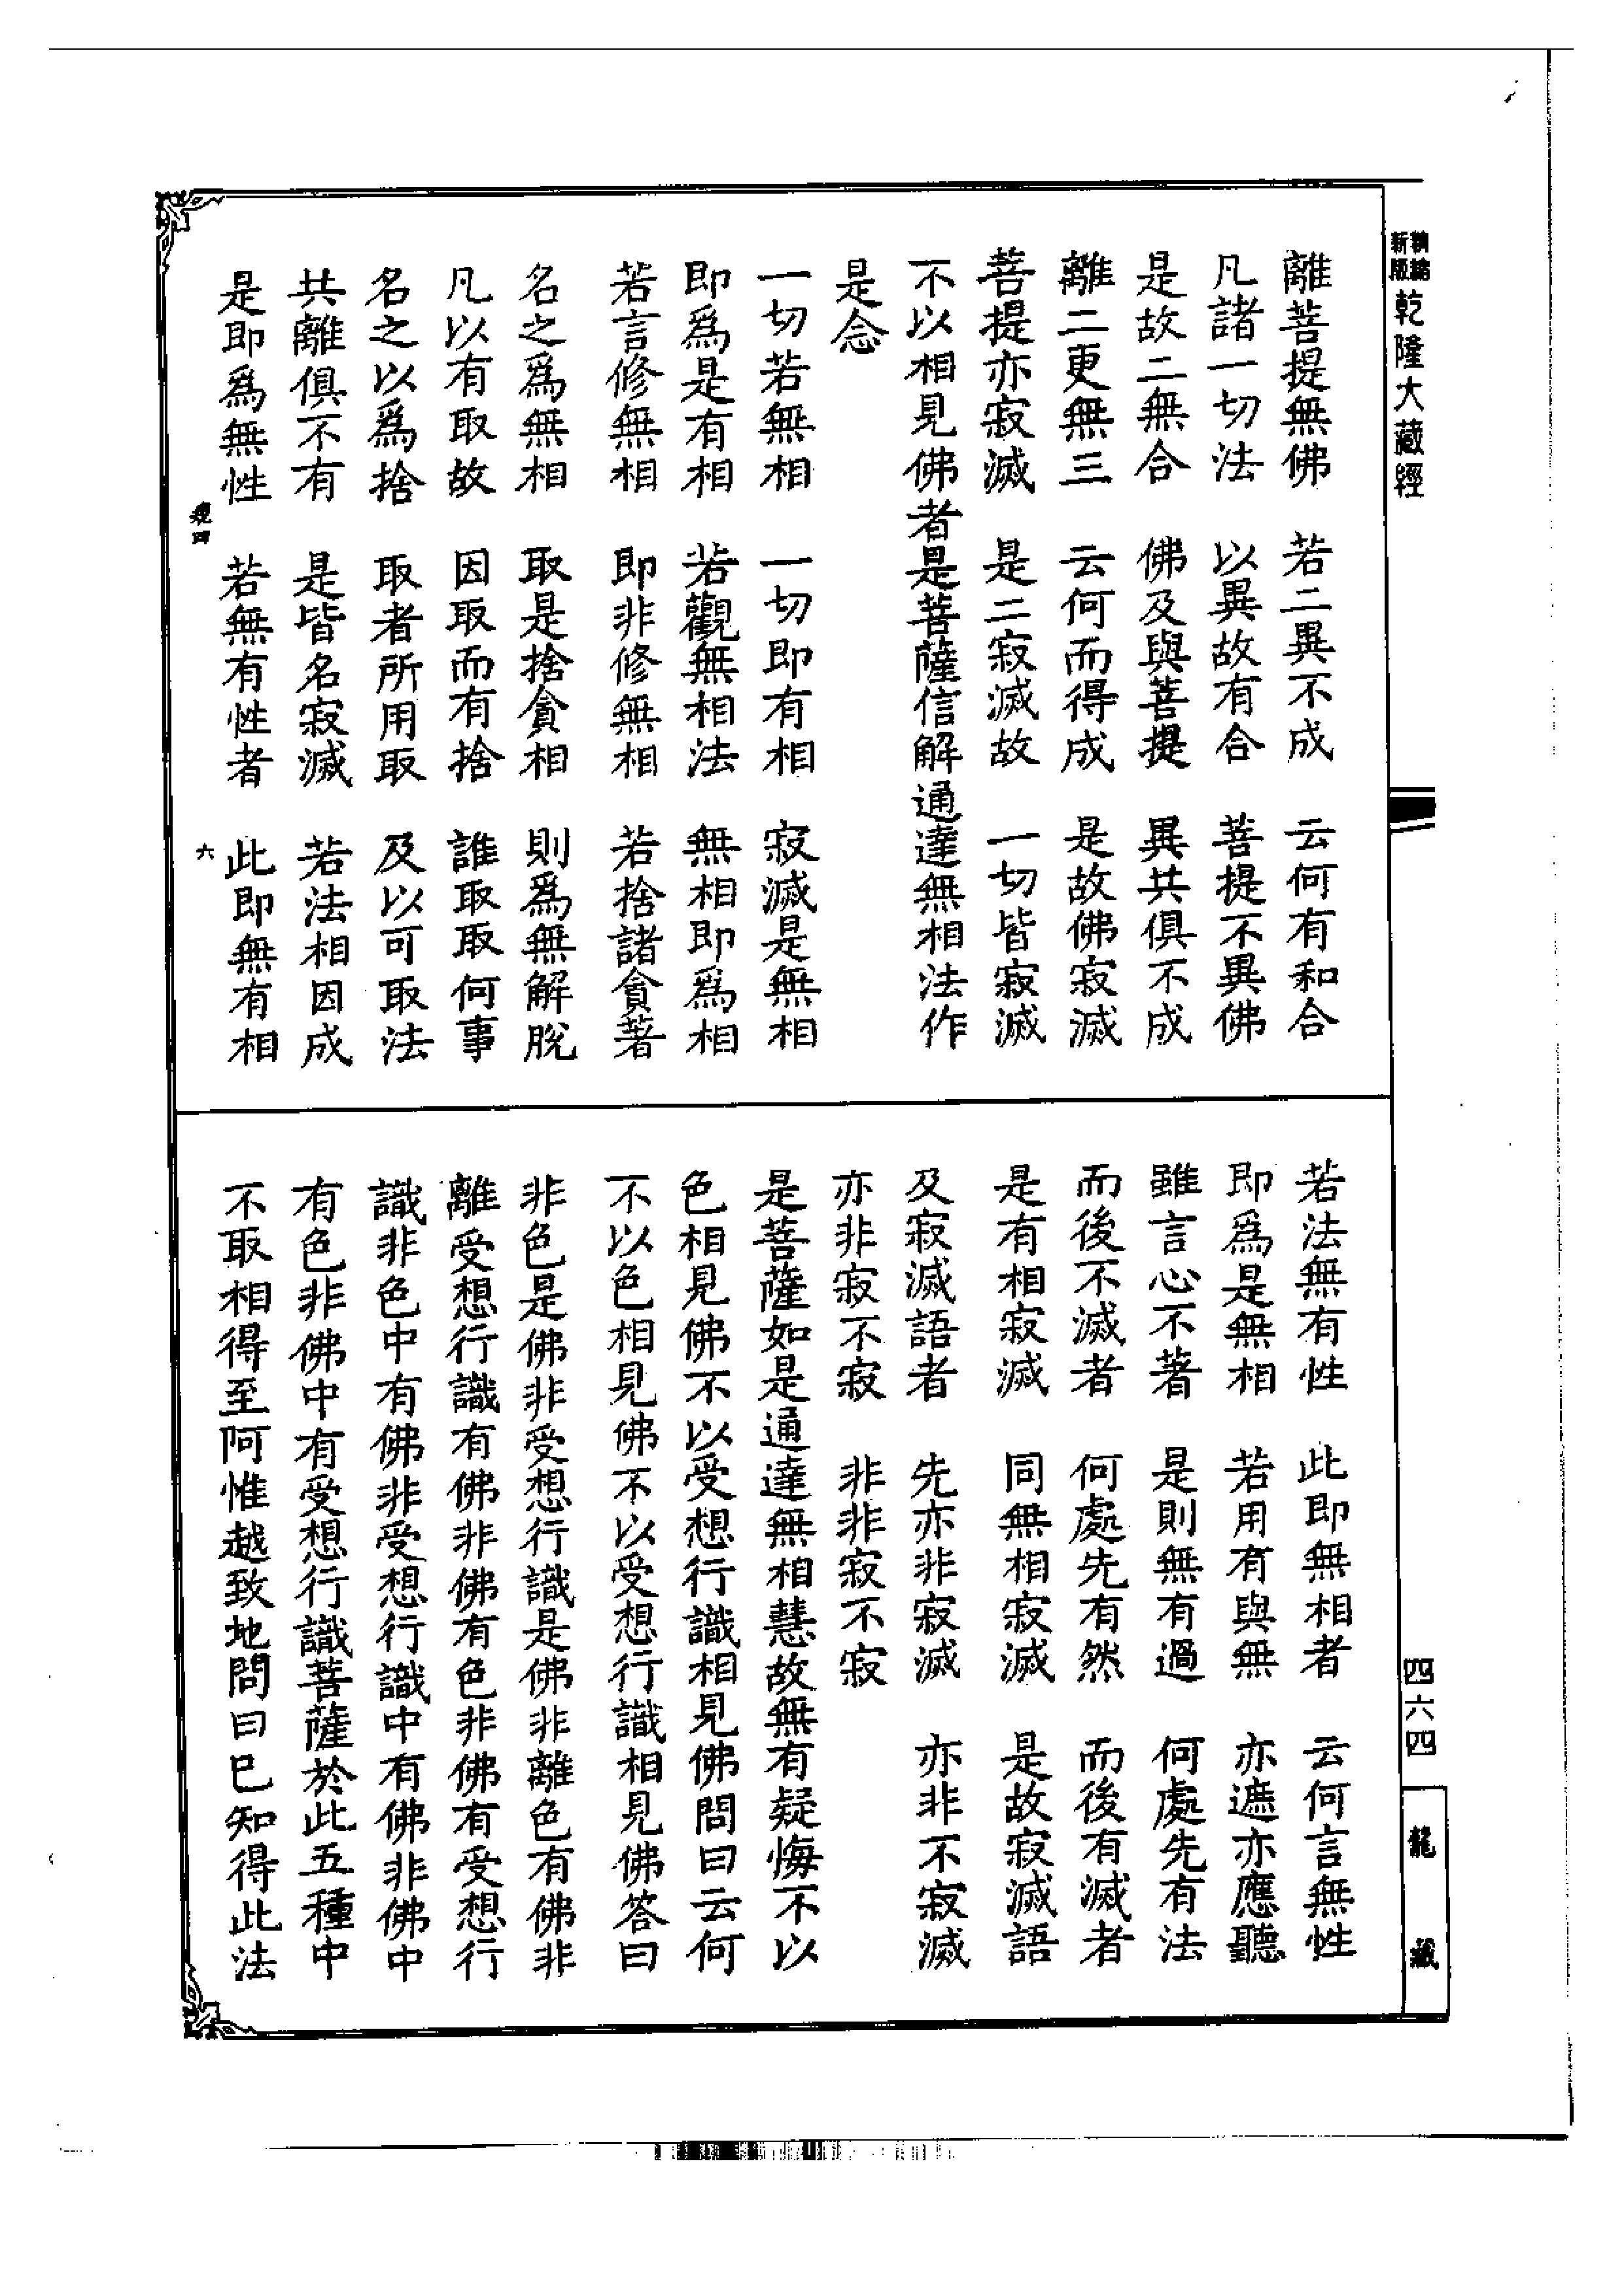 新版
精縮
乾隆大藏經
離菩提無佛　若二異不成　云何有和合
凡諸一切法　以異故有合　菩提不異佛
是故二無合　佛及與菩提　異共俱不成
離二更無三　云何而得成　是故佛寂滅
菩提亦寂滅　是二寂滅故　一切皆寂滅
不以相見佛者是菩薩信解通達無相法作
是念
一切若無相　一切即有相　寂滅是無相
即為是有相　若觀無相法　無相即為相
若言修無相　即非修無相　若捨諸貪著
名之為無相　取是捨貪相　則為無解脫
凡以有取故　因取而有捨　誰取取何事
名之以為捨　取者所用取　及以可取法
共離俱不有　是皆名寂滅　若法相因成
是即為無性　若無有性者　此即無有相
六
若法無有性　此即無相者　云何言無性
即為是無相　若用有與無　亦遮亦應聽
雖言心不著　是則無有過　何處先有法
而後不滅者　何處先有然　而後有滅者
是有相寂滅　同無相寂滅　是故寂滅語
及寂滅語者　先亦非寂滅　亦非不寂滅
亦非寂不寂　非非寂不寂
是菩薩如是通達無相慧故無有疑悔不以
色相見佛不以受想行識相見佛問曰云何
不以色相見佛不以受想行識相見佛答曰
非色是佛非受想行識是佛非離色有佛非
離受想行識有佛非佛有色非佛有受想行
識非色中有佛非受想行識中有佛非佛中
有色非佛中有受想行識菩薩於此五種中
不取相得至阿惟越致地問曰已知得此法
四六四
龍藏